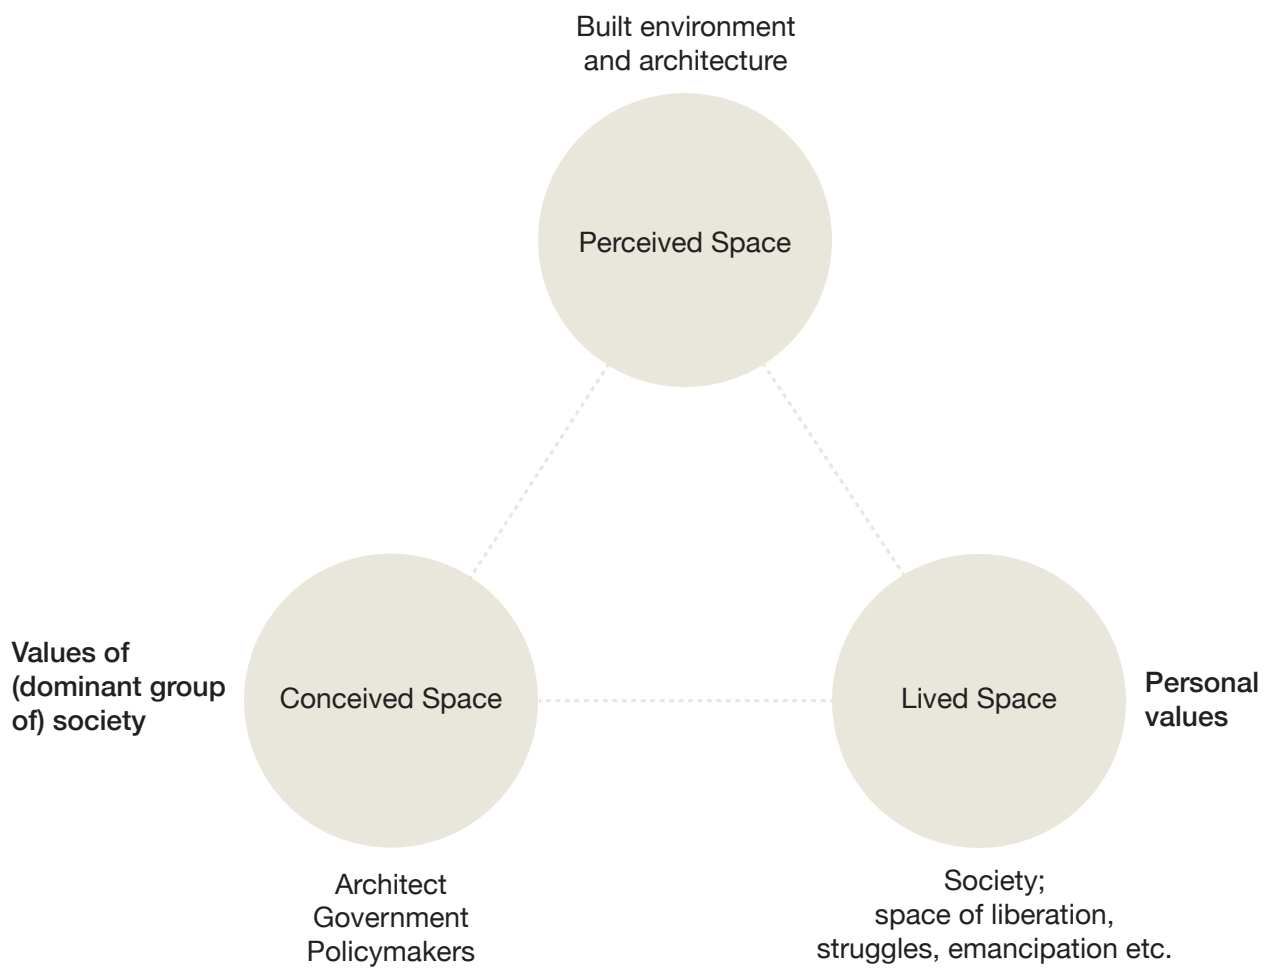 Built environment
and architecture
Perceived Space
Values of
(dominant group
of) society
Conceived Space
Lived Space
Personal
values
Architect
Government
Policymakers
Society;
space of liberation,
struggles, emancipation etc.